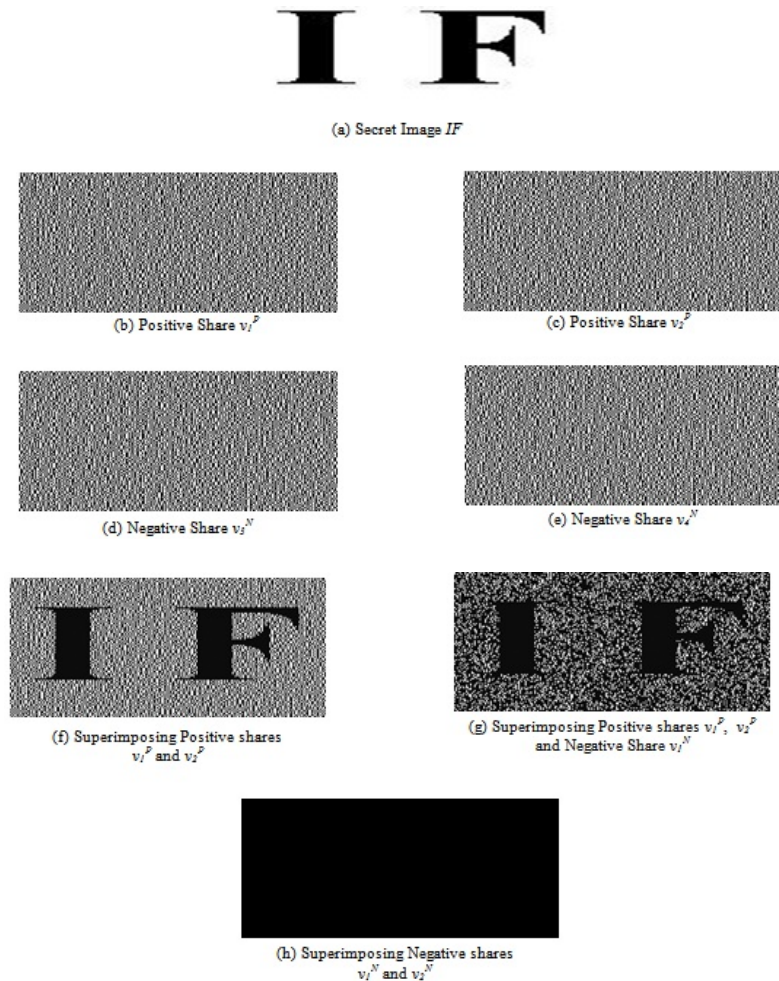 I F
(a) Secret Image IF
(b) Positive Share v₁ᴾ
(c) Positive Share v₂ᴾ
(d) Negative Share v₃ᴺ
(e) Negative Share v₄ᴺ
I F
I F
(f) Superimposing Positive shares
v₁ᴾ and v₂ᴾ
(g) Superimposing Positive shares v₁ᴾ, v₂ᴾ
and Negative Share v₁ᴺ
(h) Superimposing Negative shares
v₁ᴺ and v₂ᴺ